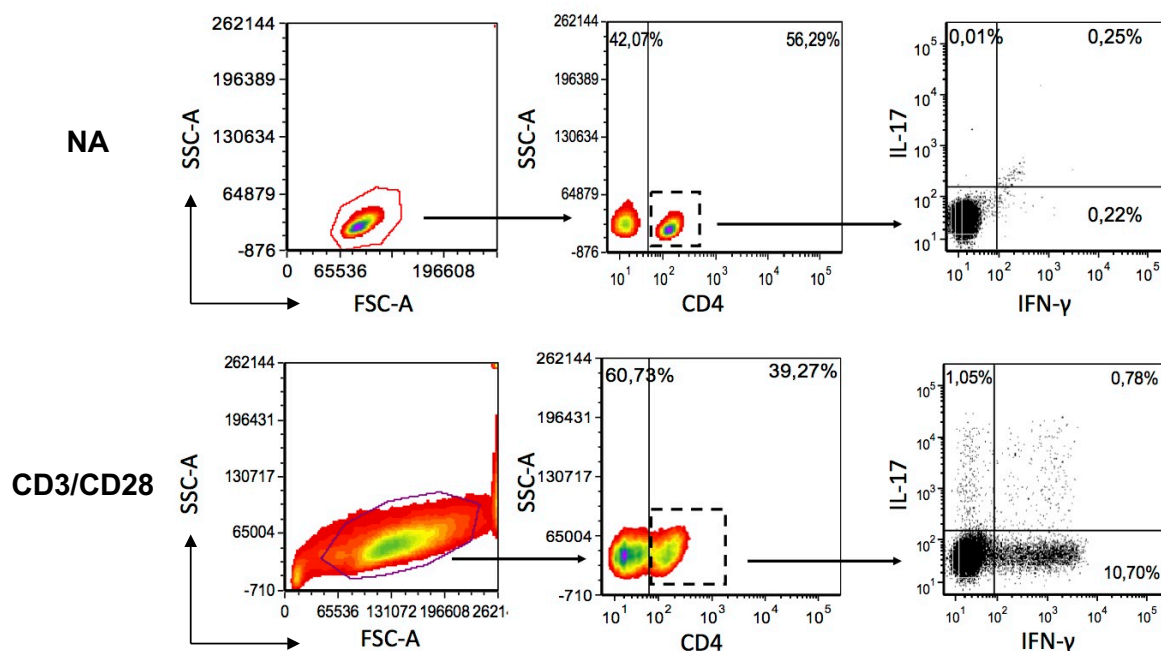 NA
262144
196389
130634
64879
-876
SSC-A
0 65536 196608
FSC-A
262144
196389
130634
64879
-876
SSC-A
42,07% 56,29%
10¹ 10² 10³ 10⁴ 10⁵
CD4
10⁵
10⁴
10³
10²
10¹
IL-17
0,01% 0,25%
0,22%
10¹ 10² 10³ 10⁴ 10⁵
IFN-γ
CD3/CD28
262144
196431
130717
65004
-710
SSC-A
0 65536 131072 196608 26214
FSC-A
262144
196431
130717
65004
-710
SSC-A
60,73% 39,27%
10¹ 10² 10³ 10⁴ 10⁵
CD4
10⁵
10⁴
10³
10²
10¹
IL-17
1,05% 0,78%
10,70%
10¹ 10² 10³ 10⁴ 10⁵
IFN-γ